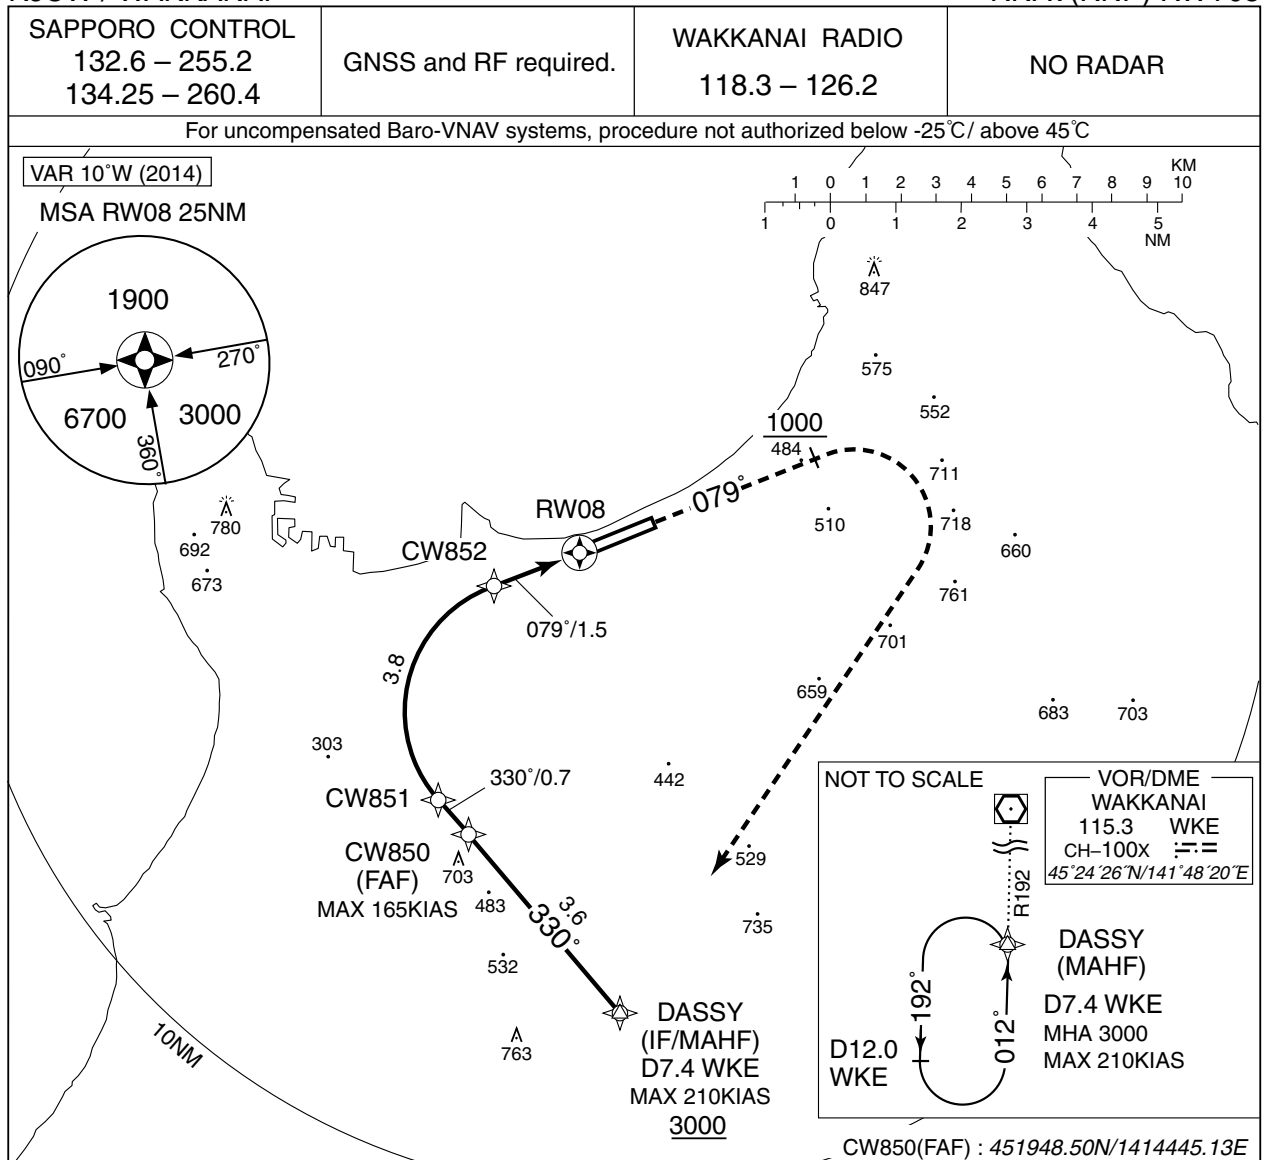 SAPPORO CONTROL
132.6 – 255.2
134.25 – 260.4
GNSS and RF required.
WAKKANAI RADIO
118.3 – 126.2
NO RADAR
For uncompensated Baro-VNAV systems, procedure not authorized below -25℃/ above 45℃
VAR 10˚W (2014)
MSA RW08 25NM
1900
090˚
270˚
6700
3000
360˚
KM
1 0 1 2 3 4 5 6 7 8 9 10
1 0 1 2 3 4 5
NM
847
575
552
1000
484
711
079˚
RW08
510
718
660
780
692
673
CW852
761
079˚/1.5
701
3.8
659
683
703
303
442
330˚/0.7
CW851
CW850
(FAF)
MAX 165KIAS
703
483
529
735
3.6
330˚
532
763
10NM
DASSY
(IF/MAHF)
D7.4 WKE
MAX 210KIAS
3000
NOT TO SCALE
VOR/DME
WAKKANAI
115.3 WKE
CH–100X
45˚24´26˝N/141˚48´20˝E
R192
DASSY
(MAHF)
D7.4 WKE
MHA 3000
MAX 210KIAS
192˚
012˚
D12.0
WKE
CW850(FAF) : 451948.50N/1414445.13E